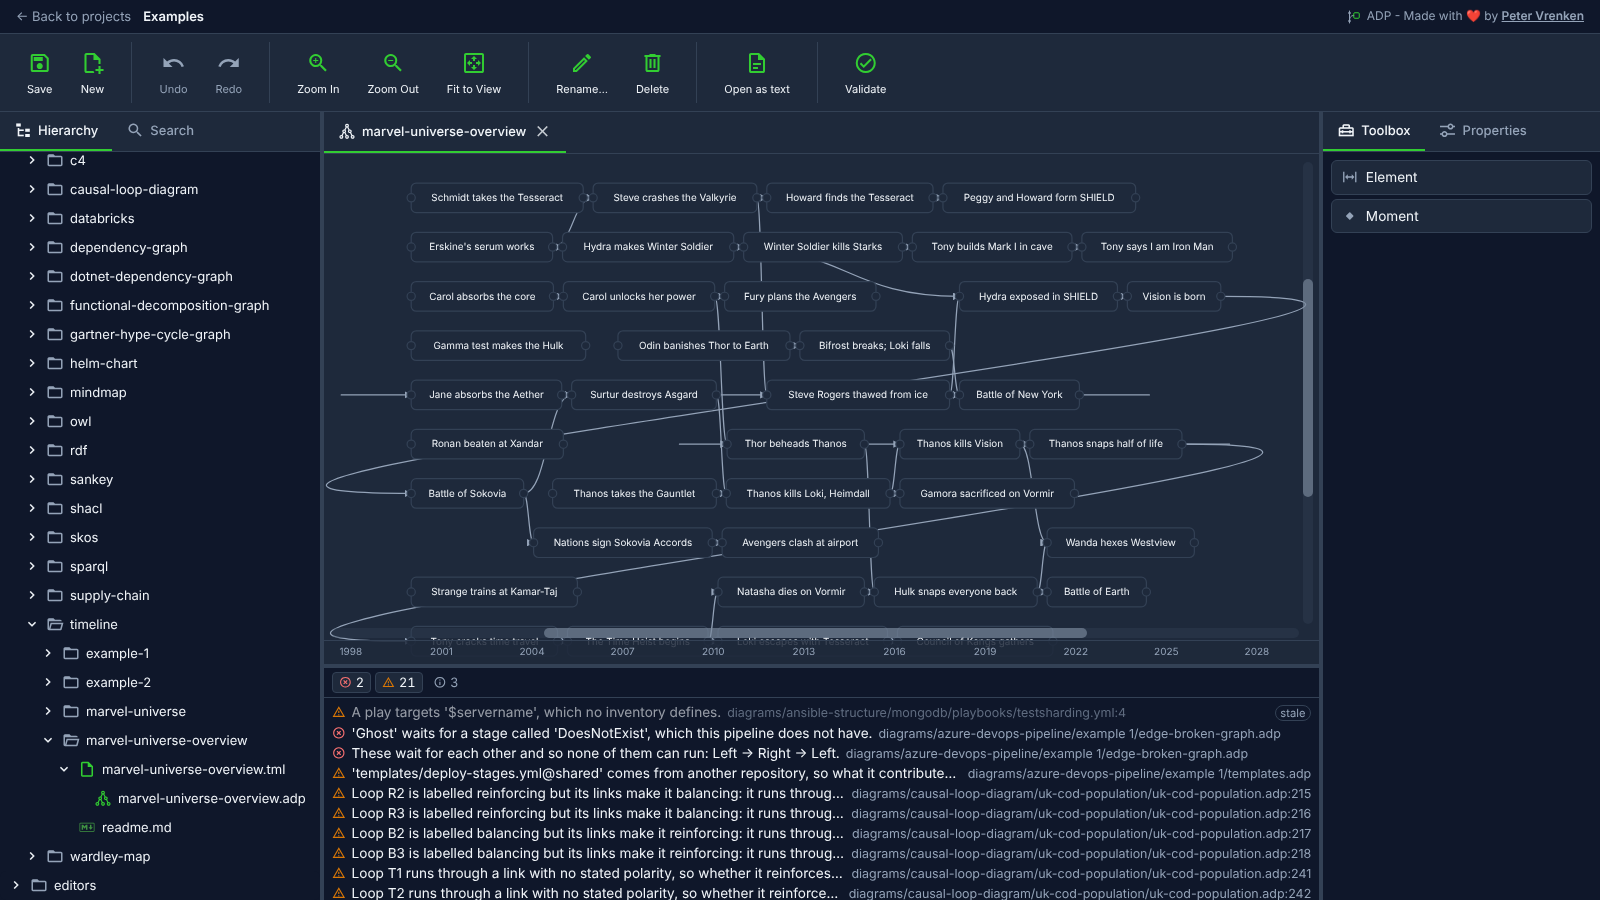 ← Back to projects Examples
ADP - Made with ❤️ by Peter Vrenken
Save New Undo Redo Zoom In Zoom Out Fit to View Rename... Delete Open as text Validate
Hierarchy Search
c4
causal-loop-diagram
databricks
dependency-graph
dotnet-dependency-graph
functional-decomposition-graph
gartner-hype-cycle-graph
helm-chart
mindmap
owl
rdf
sankey
shacl
skos
sparql
supply-chain
timeline
example-1
example-2
marvel-universe
marvel-universe-overview
marvel-universe-overview.tml
marvel-universe-overview.adp
readme.md
wardley-map
editors
marvel-universe-overview
Schmidt takes the Tesseract Steve crashes the Valkyrie Howard finds the Tesseract Peggy and Howard form SHIELD
Erskine's serum works Hydra makes Winter Soldier Winter Soldier kills Starks Tony builds Mark I in cave Tony says I am Iron Man
Carol absorbs the core Carol unlocks her power Fury plans the Avengers Hydra exposed in SHIELD Vision is born
Gamma test makes the Hulk Odin banishes Thor to Earth Bifrost breaks; Loki falls
Jane absorbs the Aether Surtur destroys Asgard Steve Rogers thawed from ice Battle of New York
Ronan beaten at Xandar Thor beheads Thanos Thanos kills Vision Thanos snaps half of life
Battle of Sokovia Thanos takes the Gauntlet Thanos kills Loki, Heimdall Gamora sacrificed on Vormir
Nations sign Sokovia Accords Avengers clash at airport Wanda hexes Westview
Strange trains at Kamar-Taj Natasha dies on Vormir Hulk snaps everyone back Battle of Earth
Tony cracks time travel The Time Heist begins Loki escapes with Tesseract Council of Kangs gathers
1998 2001 2004 2007 2010 2013 2016 2019 2022 2025 2028
2 21 3
A play targets '$servername', which no inventory defines. diagrams/ansible-structure/mongodb/playbooks/testsharding.yml:4 stale
'Ghost' waits for a stage called 'DoesNotExist', which this pipeline does not have. diagrams/azure-devops-pipeline/example 1/edge-broken-graph.adp
These wait for each other and so none of them can run: Left → Right → Left. diagrams/azure-devops-pipeline/example 1/edge-broken-graph.adp
'templates/deploy-stages.yml@shared' comes from another repository, so what it contribute... diagrams/azure-devops-pipeline/example 1/templates.adp
Loop R2 is labelled reinforcing but its links make it balancing: it runs throug... diagrams/causal-loop-diagram/uk-cod-population/uk-cod-population.adp:215
Loop R3 is labelled reinforcing but its links make it balancing: it runs throug... diagrams/causal-loop-diagram/uk-cod-population/uk-cod-population.adp:216
Loop B2 is labelled balancing but its links make it reinforcing: it runs throug... diagrams/causal-loop-diagram/uk-cod-population/uk-cod-population.adp:217
Loop B3 is labelled balancing but its links make it reinforcing: it runs throug... diagrams/causal-loop-diagram/uk-cod-population/uk-cod-population.adp:218
Loop T1 runs through a link with no stated polarity, so whether it reinforces... diagrams/causal-loop-diagram/uk-cod-population/uk-cod-population.adp:241
Loop T2 runs through a link with no stated polarity, so whether it reinforce... diagrams/causal-loop-diagram/uk-cod-population/uk-cod-population.adp:242
Toolbox Properties
Element
Moment